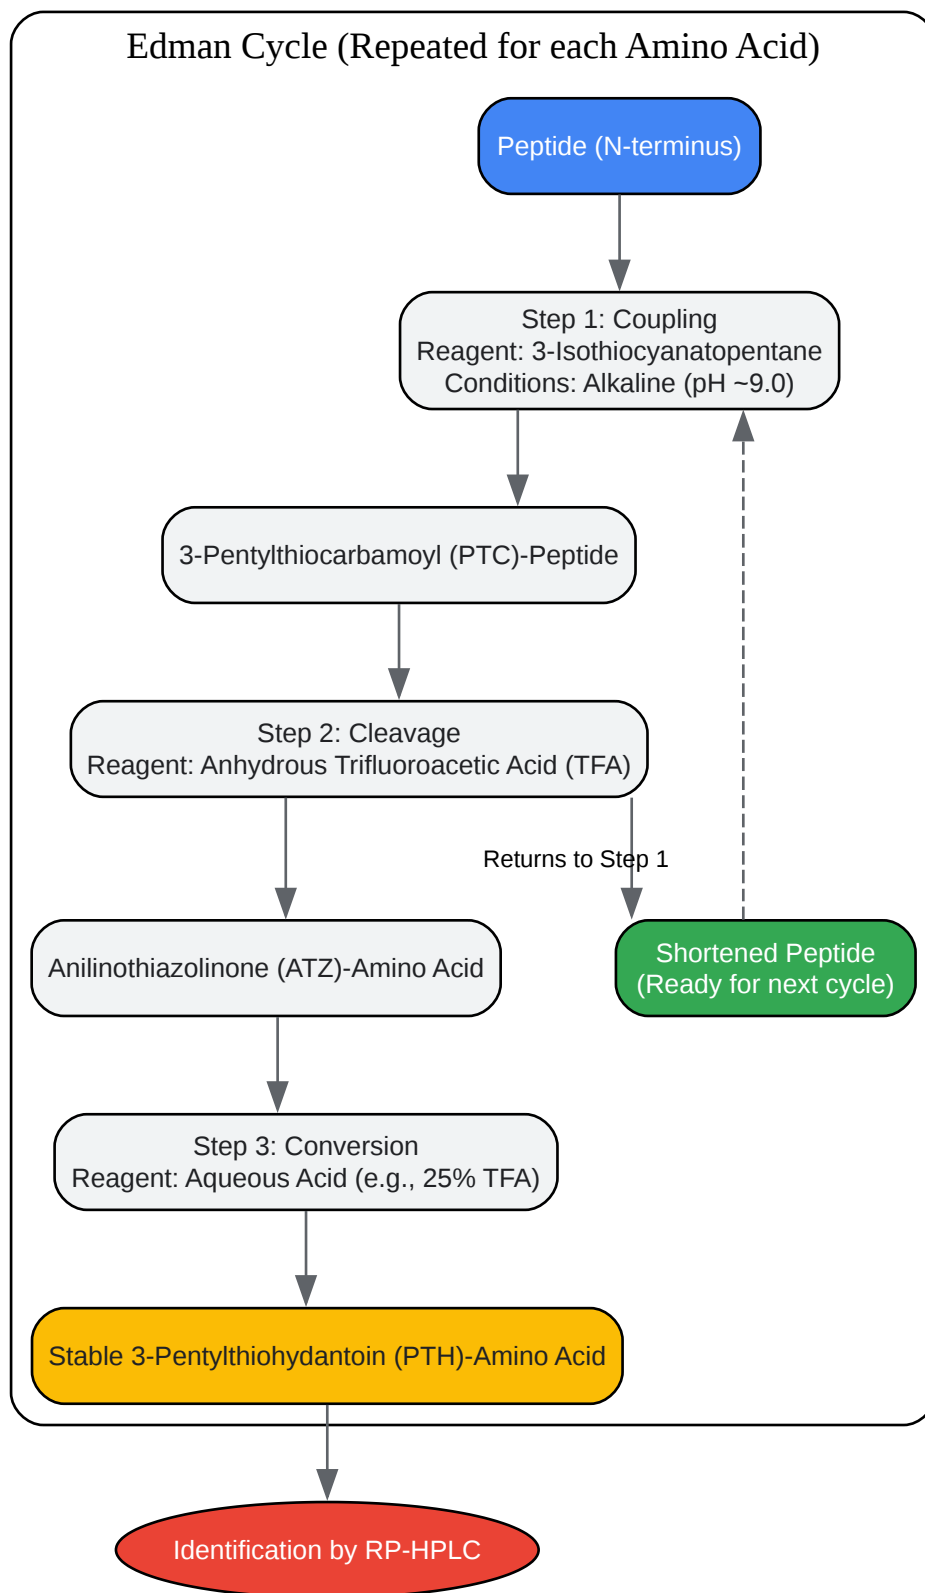 Edman Cycle (Repeated for each Amino Acid)
Peptide (N-terminus)
Step 1: Coupling
Reagent: 3-Isothiocyanatopentane
Conditions: Alkaline (pH ~9.0)
3-Pentylthiocarbamoyl (PTC)-Peptide
Step 2: Cleavage
Reagent: Anhydrous Trifluoroacetic Acid (TFA)
Returns to Step 1
Anilinothiazolinone (ATZ)-Amino Acid
Shortened Peptide
(Ready for next cycle)
Step 3: Conversion
Reagent: Aqueous Acid (e.g., 25% TFA)
Stable 3-Pentylthiohydantoin (PTH)-Amino Acid
Identification by RP-HPLC